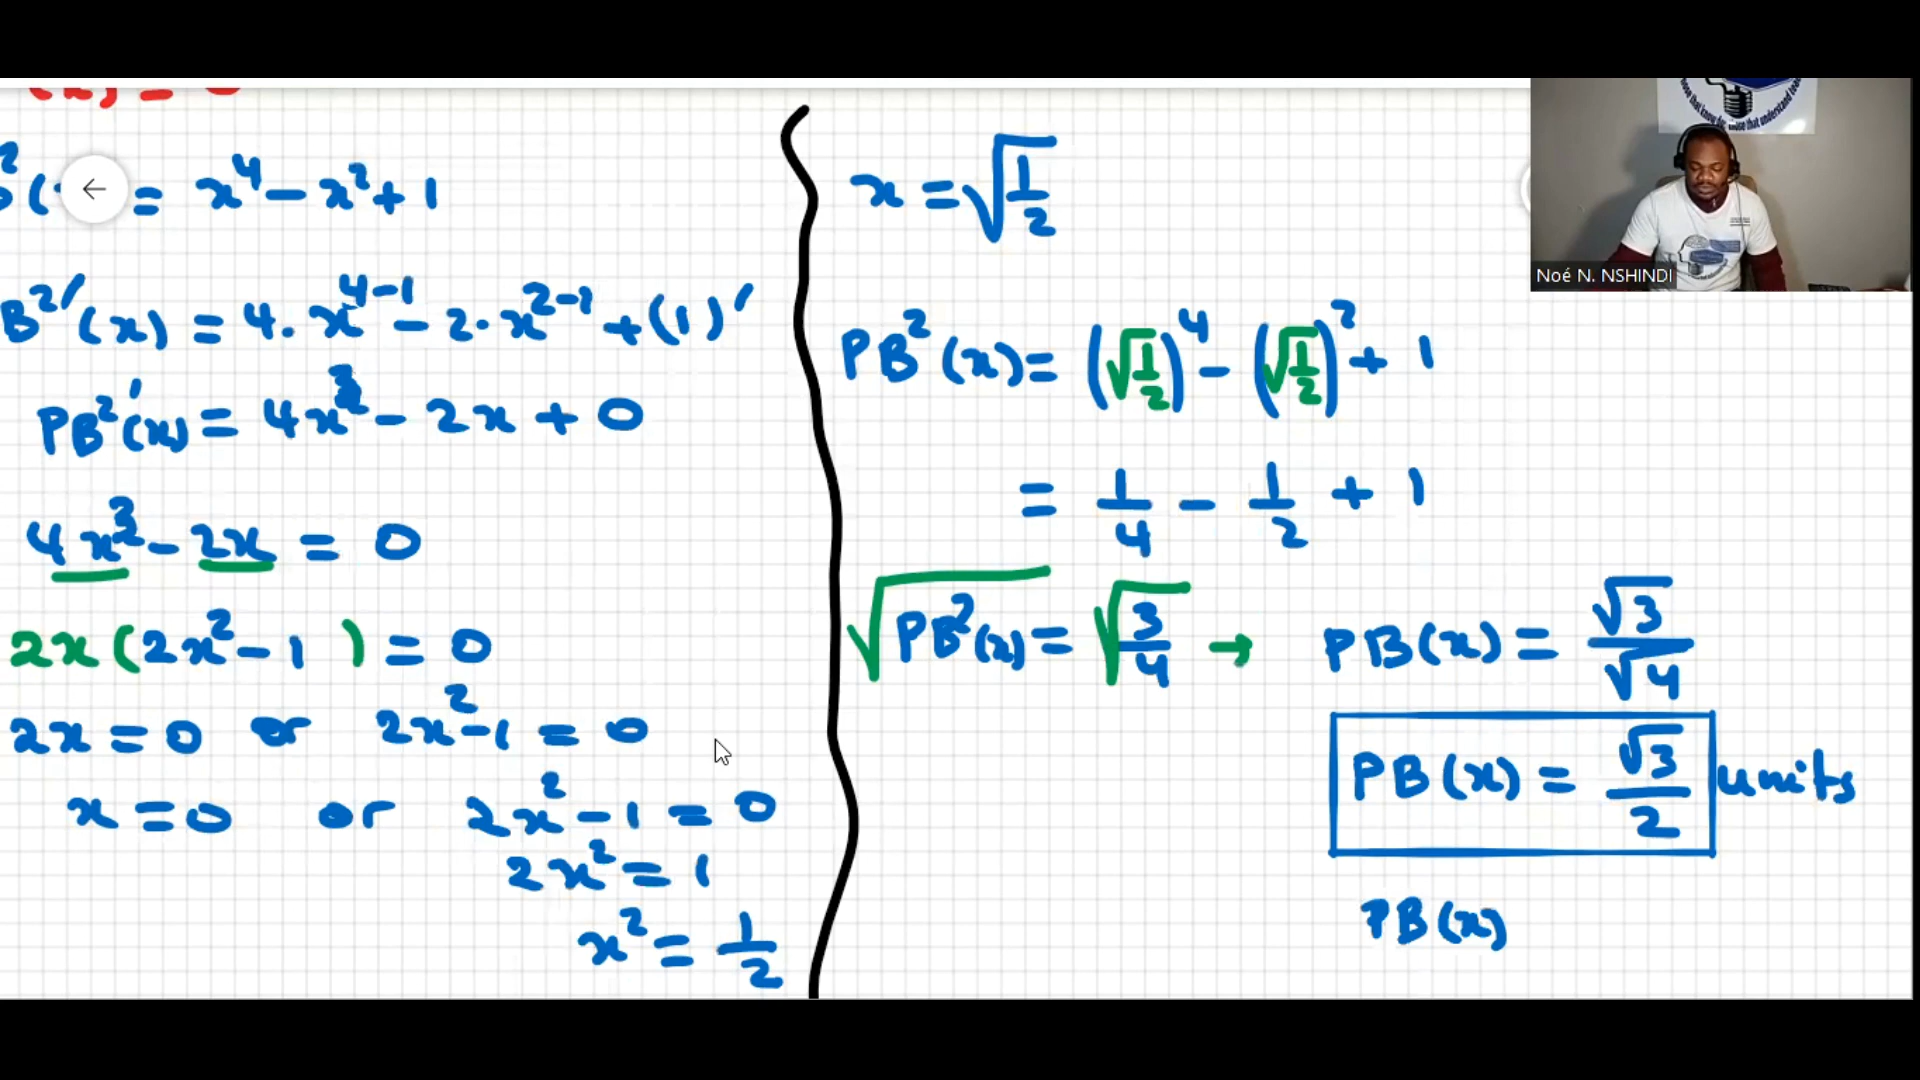 (x) = 0
²( = x⁴ - x² + 1
B²'(x) = 4·x⁴⁻¹ - 2·x²⁻¹ + (1)'
PB²'(x) = 4x³ - 2x + 0
4x³ - 2x = 0
2x(2x² - 1) = 0
2x = 0 or 2x² - 1 = 0
x = 0 or 2x² - 1 = 0
2x² = 1
x² = 1/2
x = √(1/2)
PB²(x) = (√(1/2))⁴ - (√(1/2))² + 1
= 1/4 - 1/2 + 1
√(PB²(x)) = √(3/4) → PB(x) = √3/√4
PB(x) = √3/2 units
PB(x)
Noé N. NSHINDI